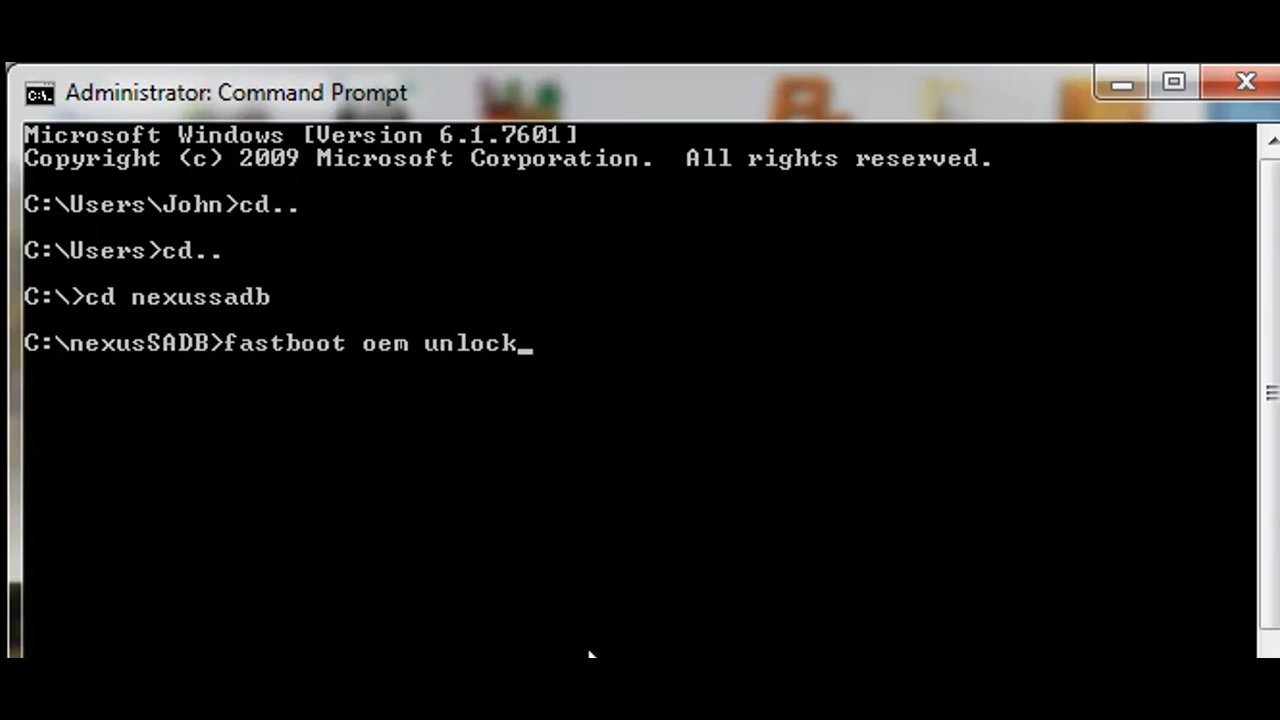 Administrator: Command Prompt
Microsoft Windows [Version 6.1.7601]
Copyright (c) 2009 Microsoft Corporation.  All rights reserved.
C:\Users\John>cd..
C:\Users>cd..
C:\>cd nexussadb
C:\nexusSADB>fastboot oem unlock_